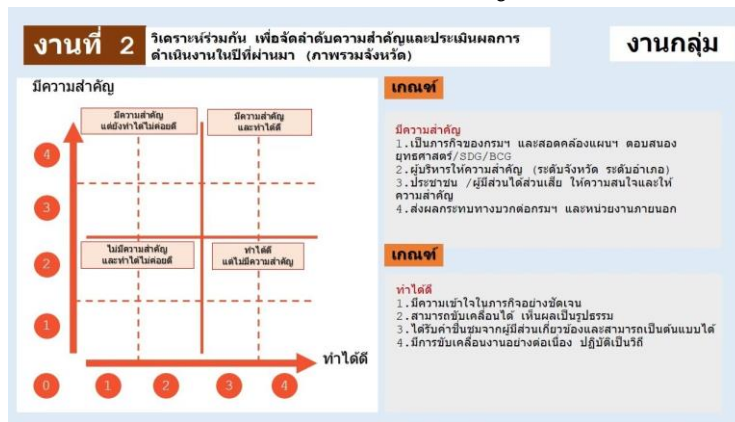 งานที่ 2
วิเคราะห์ร่วมกัน เพื่อจัดลำดับความสำคัญและประเมินผลการ
ดำเนินงานในปีที่ผ่านมา (ภาพรวมจังหวัด)
งานกลุ่ม
มีความสำคัญ
มีความสำคัญ
แต่ยังทำได้ไม่ค่อยดี
มีความสำคัญ
และทำได้ดี
4
3
2
1
0
ไม่มีความสำคัญ
และทำได้ไม่ค่อยดี
ทำได้ดี
แต่ไม่มีความสำคัญ
ทำได้ดี
1
2
3
4
เกณฑ์
มีความสำคัญ
1.เป็นภารกิจของกรมฯ และสอดคล้องแผนฯ ตอบสนอง
ยุทธศาสตร์/SDG/BCG
2.ผู้บริหารให้ความสำคัญ (ระดับจังหวัด ระดับอำเภอ)
3.ประชาชน /ผู้มีส่วนได้ส่วนเสีย ให้ความสนใจและให้
ความสำคัญ
4.ส่งผลกระทบทางบวกต่อกรมฯ และหน่วยงานภายนอก
เกณฑ์
ทำได้ดี
1.มีความเข้าใจในภารกิจอย่างชัดเจน
2.สามารถขับเคลื่อนได้ เห็นผลเป็นรูปธรรม
3.ได้รับคำชื่นชมจากผู้มีส่วนเกี่ยวข้องและสามารถเป็นต้นแบบได้
4.มีการขับเคลื่อนงานอย่างต่อเนื่อง ปฏิบัติเป็นวิถี